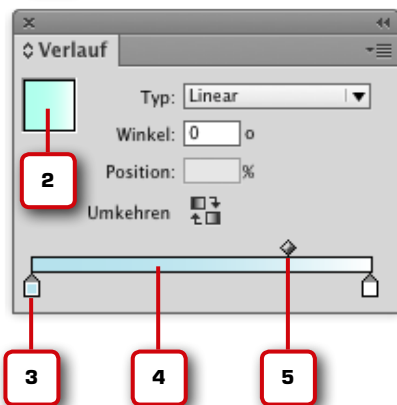 Verlauf
Typ: Linear
Winkel: 0 °
2
Position: %
Umkehren
3 4 5